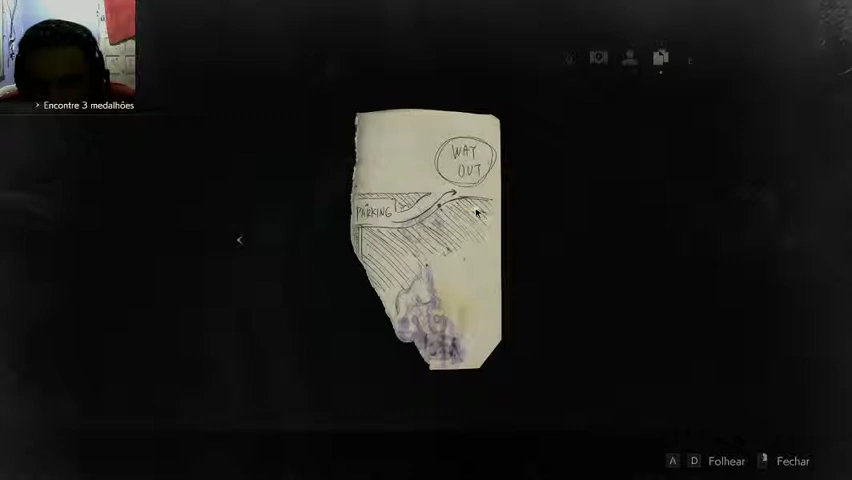 > Encontre 3 medalhões
WAY
OUT
PARKING
A D Folhear Fechar